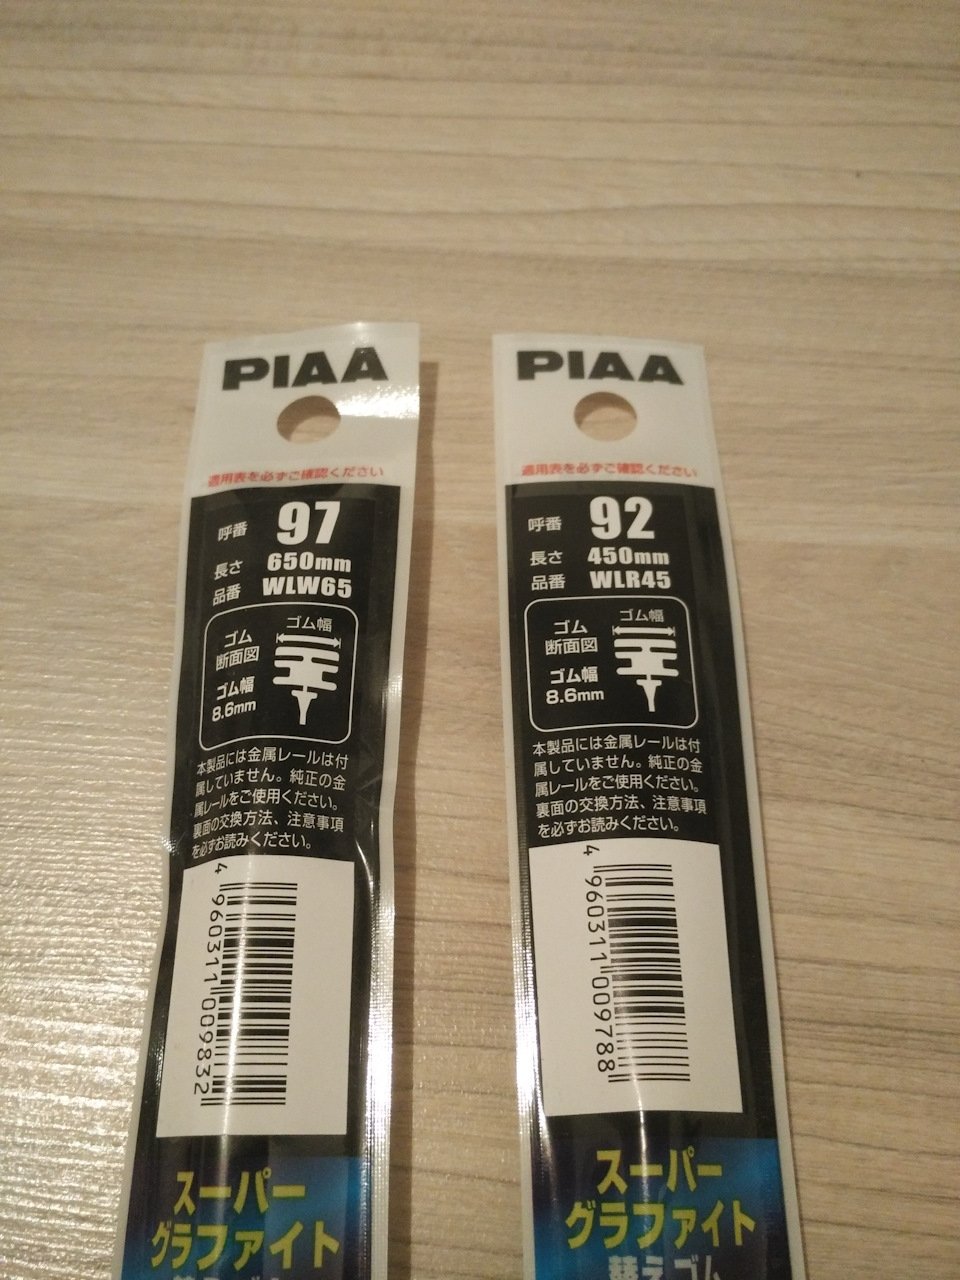 PIAA
適用表を必ずご確認ください
呼番 97
長さ 650mm
品番 WLW65
ゴム幅
ゴム
断面図
ゴム幅
8.6mm
本製品には金属レールは付
属していません。純正の金
属レールをご使用ください。
裏面の交換方法、注意事項
を必ずお読みください。
4 960311 009832
スーパー
グラファイト
PIAA
適用表を必ずご確認ください
呼番 92
長さ 450mm
品番 WLR45
ゴム幅
ゴム
断面図
ゴム幅
8.6mm
本製品には金属レールは付
属していません。純正の金
属レールをご使用ください。
裏面の交換方法、注意事項
を必ずお読みください。
4 960311 009788
スーパー
グラファイト
替えゴム